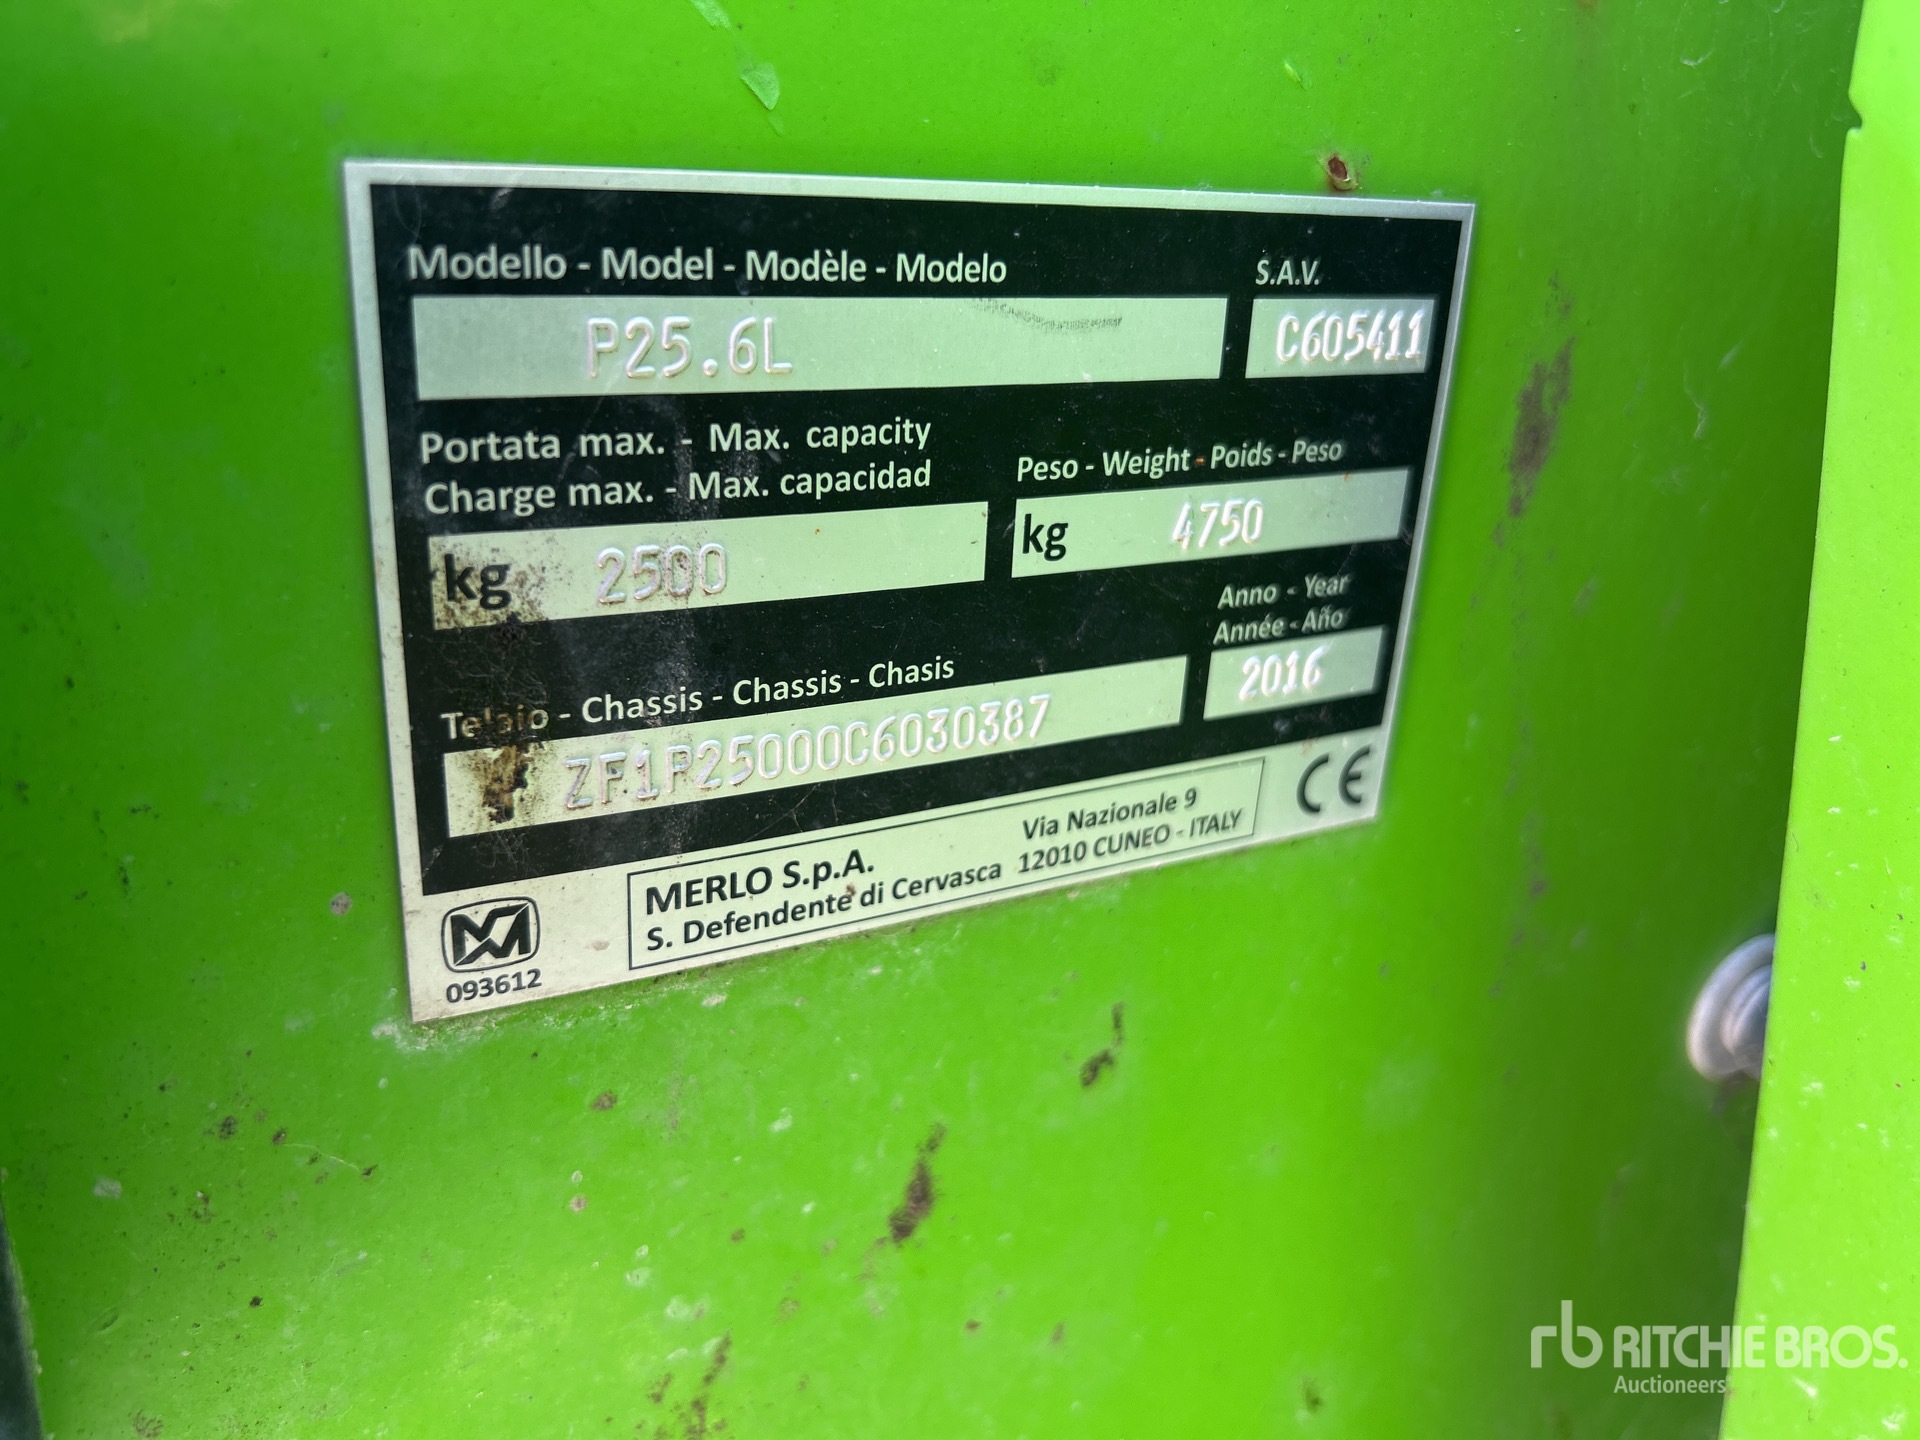 Modello - Model - Modèle - Modelo
S.A.V.
P25.6L
C605411
Portata max. - Max. capacity
Charge max. - Max. capacidad
Peso - Weight - Poids - Peso
kg 2500
kg 4750
Anno - Year
Année - Año
2016
Telaio - Chassis - Chassis - Chasis
ZF1P25000C6030387
CE
MERLO S.p.A.
Via Nazionale 9
S. Defendente di Cervasca 12010 CUNEO - ITALY
093612
rb RITCHIE BROS.
Auctioneers